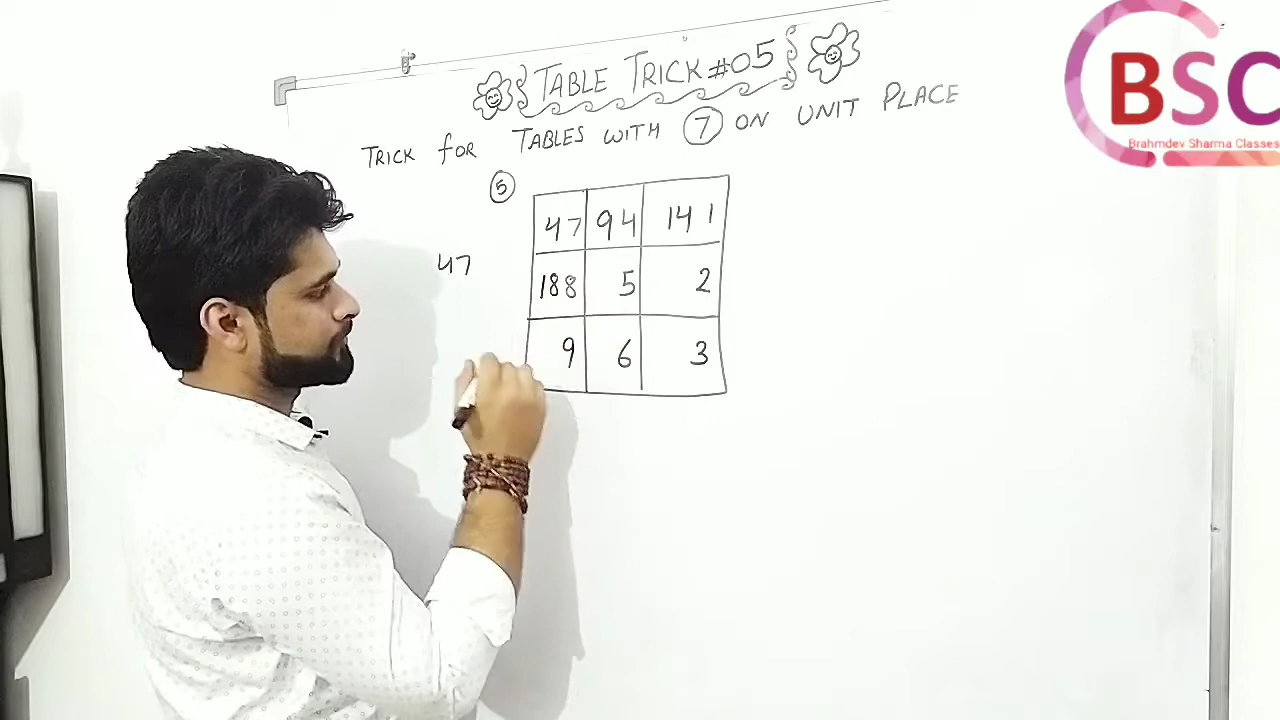 TABLE TRICK #05
TRICK FOR TABLES WITH 7 ON UNIT PLACE
5
47 94 141
47
188 5 2
9 6 3
BSC
Brahmdev Sharma Classes